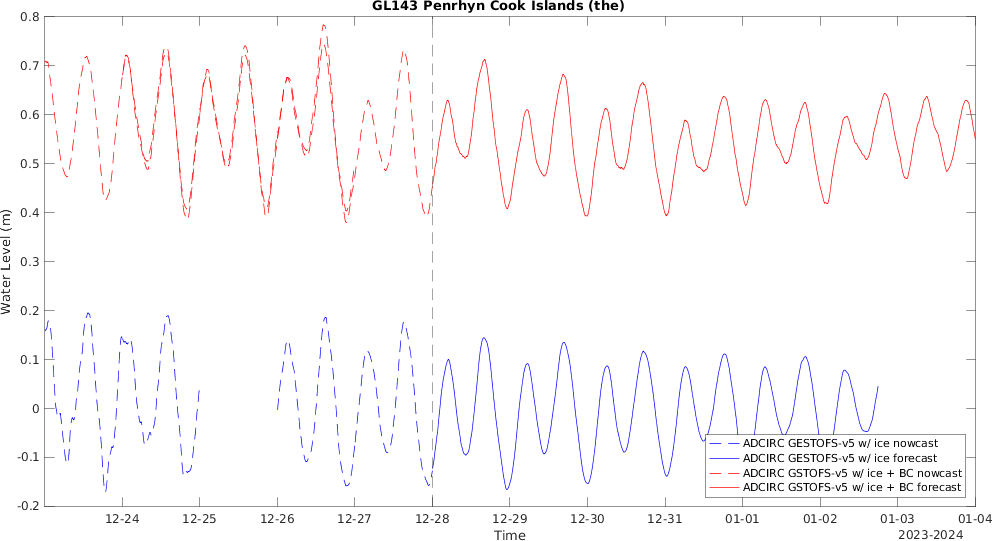 GL143 Penrhyn Cook Islands (the)
0.8
0.7
0.6
0.5
0.4
0.3
0.2
0.1
0
-0.1
-0.2
Water Level (m)
ADCIRC GESTOFS-v5 w/ ice nowcast
ADCIRC GESTOFS-v5 w/ ice forecast
ADCIRC GSTOFS-v5 w/ ice + BC nowcast
ADCIRC GSTOFS-v5 w/ ice + BC forecast
12-24 12-25 12-26 12-27 12-28 12-29 12-30 12-31 01-01 01-02 01-03 01-04
Time
2023-2024